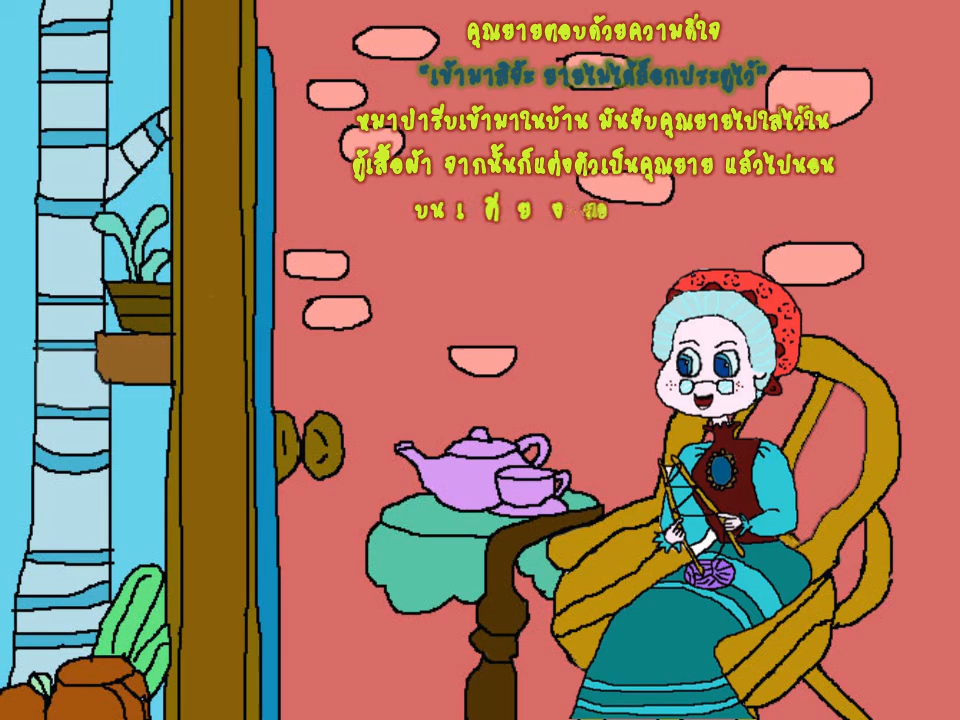 คุณยายตอบด้วยความดีใจ
"เข้ามาสิจ้ะ ยายไม่ได้ล็อกประตูไว้"
หมาป่ารีบเข้ามาในบ้าน มันจับคุณยายไปใส่ไว้ใน
ตู้เสื้อผ้า จากนั้นก็แต่งตัวเป็นคุณยาย แล้วไปนอน
บน เ ตี ย ง